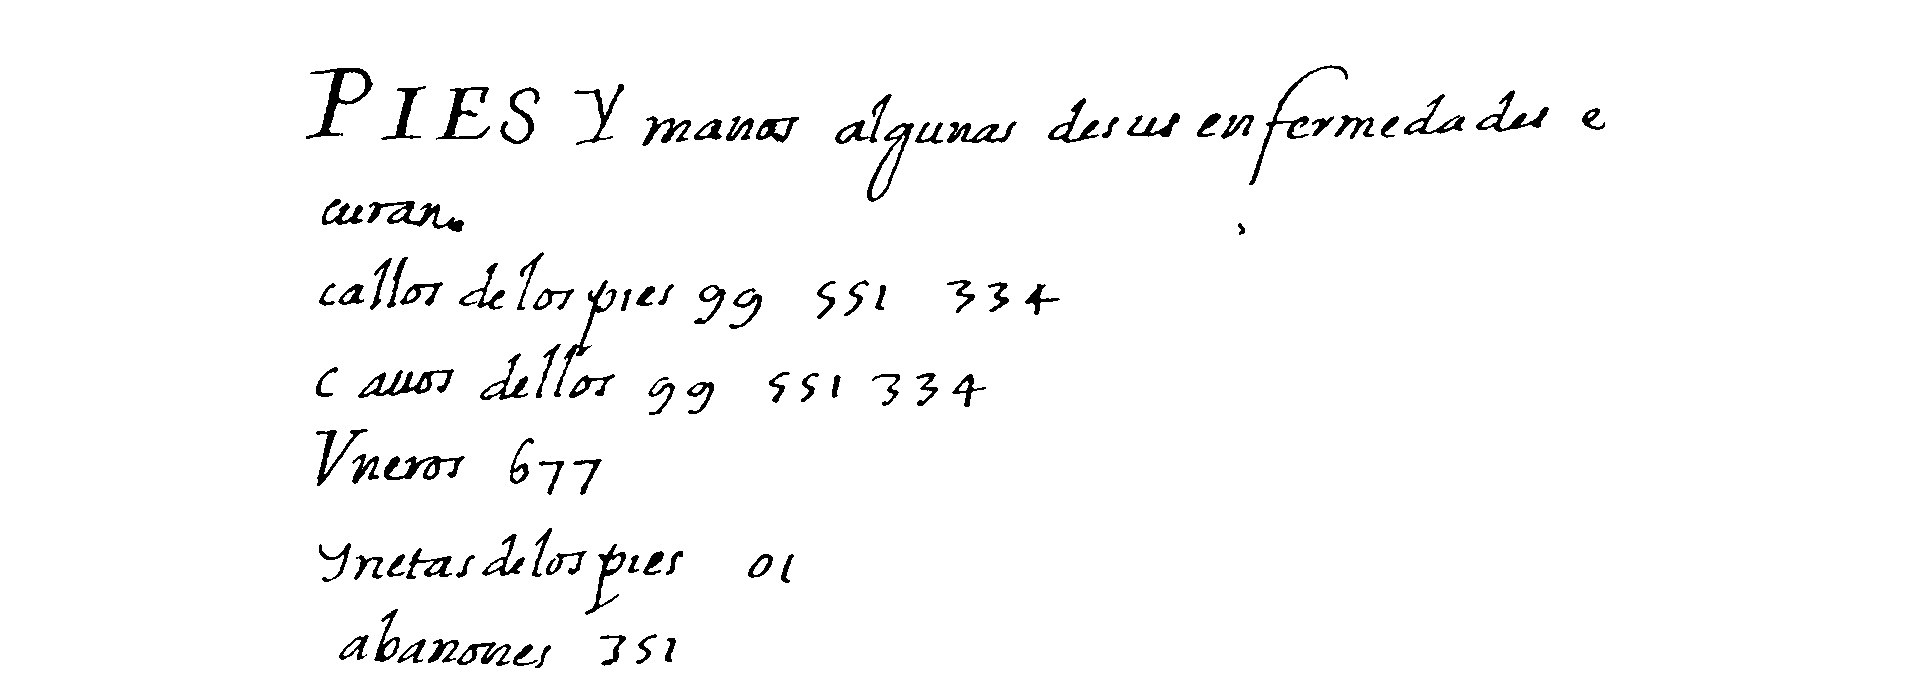 PIES Y manos algunas desus enfermedades e
curan.
callos delos pies 99 551 334
c auos dellos 99 551 334
Vneros 677
ynetas delos pies 01
abanones 351